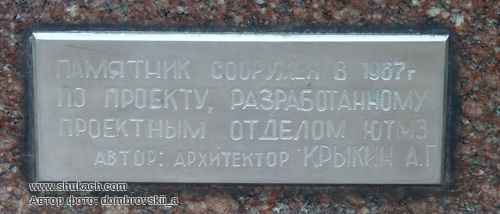 ПАМЯТНИК СООРУЖЕН В 1967г
ПО ПРОЕКТУ, РАЗРАБОТАННОМУ
ПРОЕКТНЫМ ОТДЕЛОМ ЮТМЗ
АВТОР: АРХИТЕКТОР КРЫКИН А.Г
www.shukach.com
Автор фото: dombrovskii_a